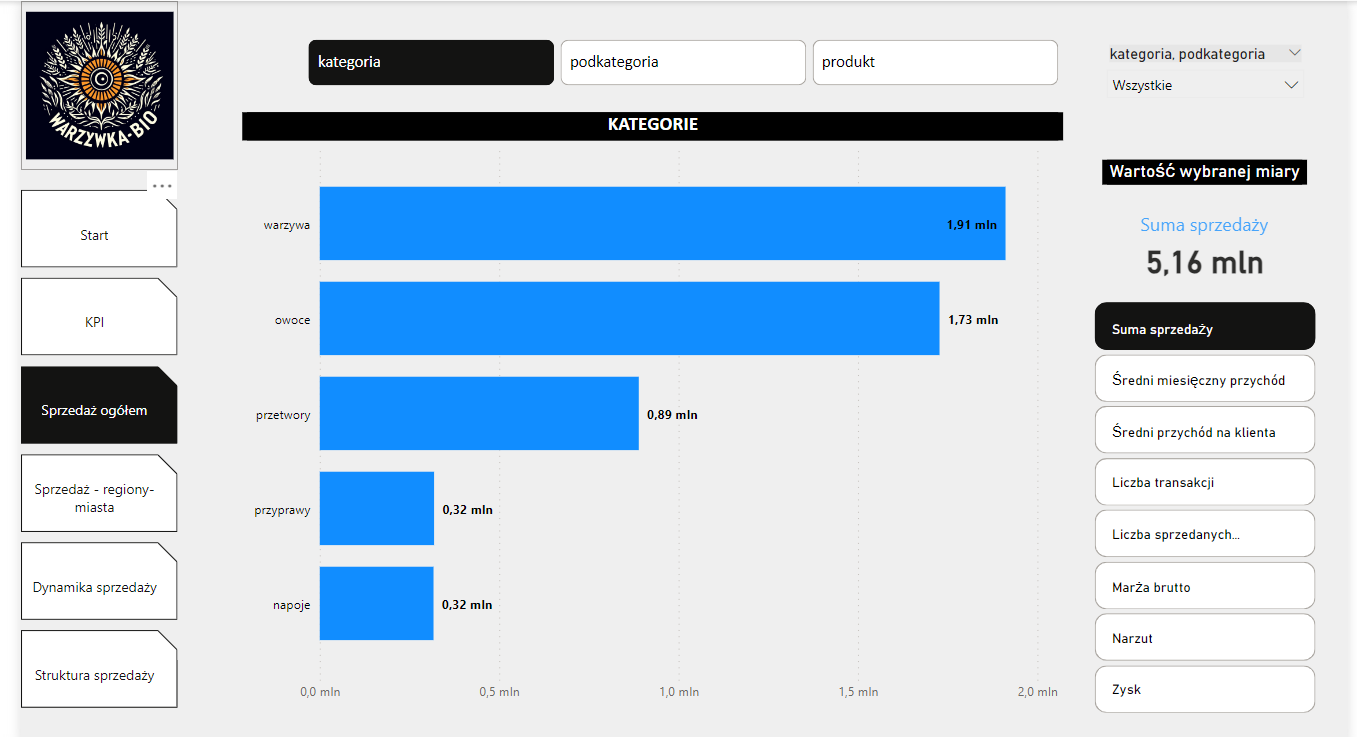 WARZYWKA-BIO
kategoria
podkategoria
produkt
kategoria, podkategoria
Wszystkie
KATEGORIE
Wartość wybranej miary
Suma sprzedaży
5,16 mln
Start
KPI
Sprzedaż ogółem
Sprzedaż - regiony-
miasta
Dynamika sprzedaży
Struktura sprzedaży
warzywa
1,91 mln
owoce
1,73 mln
przetwory
0,89 mln
przyprawy
0,32 mln
napoje
0,32 mln
0,0 mln
0,5 mln
1,0 mln
1,5 mln
2,0 mln
Suma sprzedaży
Średni miesięczny przychód
Średni przychód na klienta
Liczba transakcji
Liczba sprzedanych...
Marża brutto
Narzut
Zysk